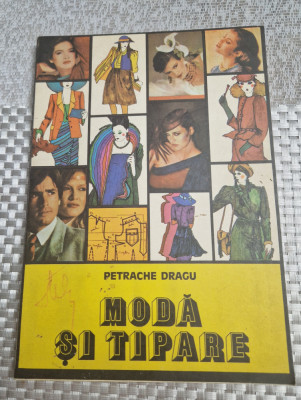 PETRACHE DRAGU
MODĂ
ȘI TIPARE